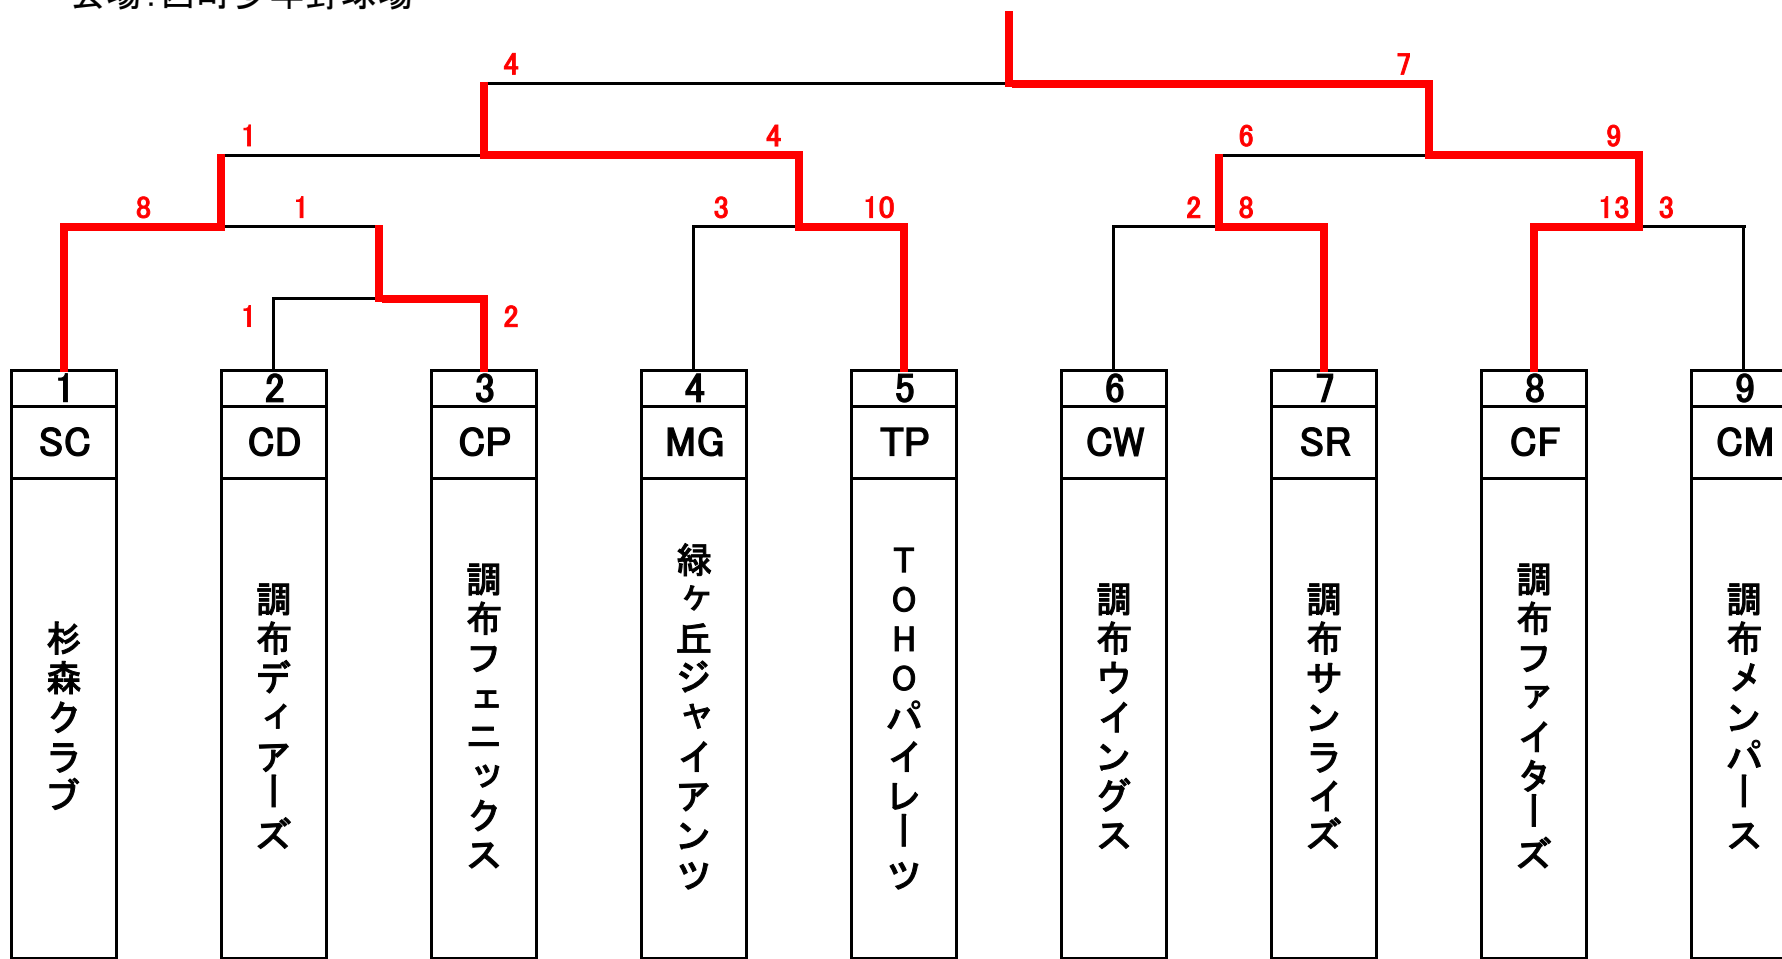 4 7
1 4 6 9
8 1 3 10 2 8 13 3
1 2
1 2 3 4 5 6 7 8 9
SC CD CP MG TP CW SR CF CM
杉森クラブ
調布ディアーズ
調布フェニックス
緑ヶ丘ジャイアンツ
TOHOパイレーツ
調布ウイングス
調布サンライズ
調布ファイターズ
調布メンパース